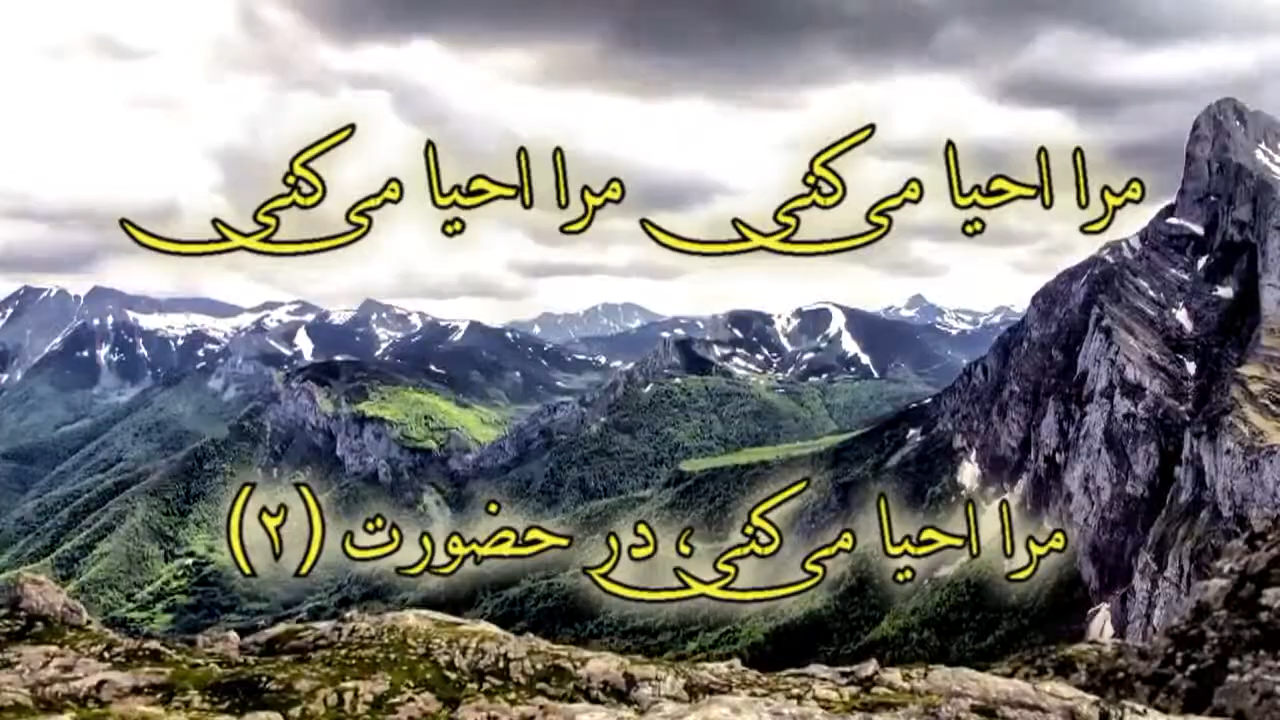 مرا احیا می‌کنی مرا احیا می‌کنی
مرا احیا می‌کنی، در حضورت (۲)